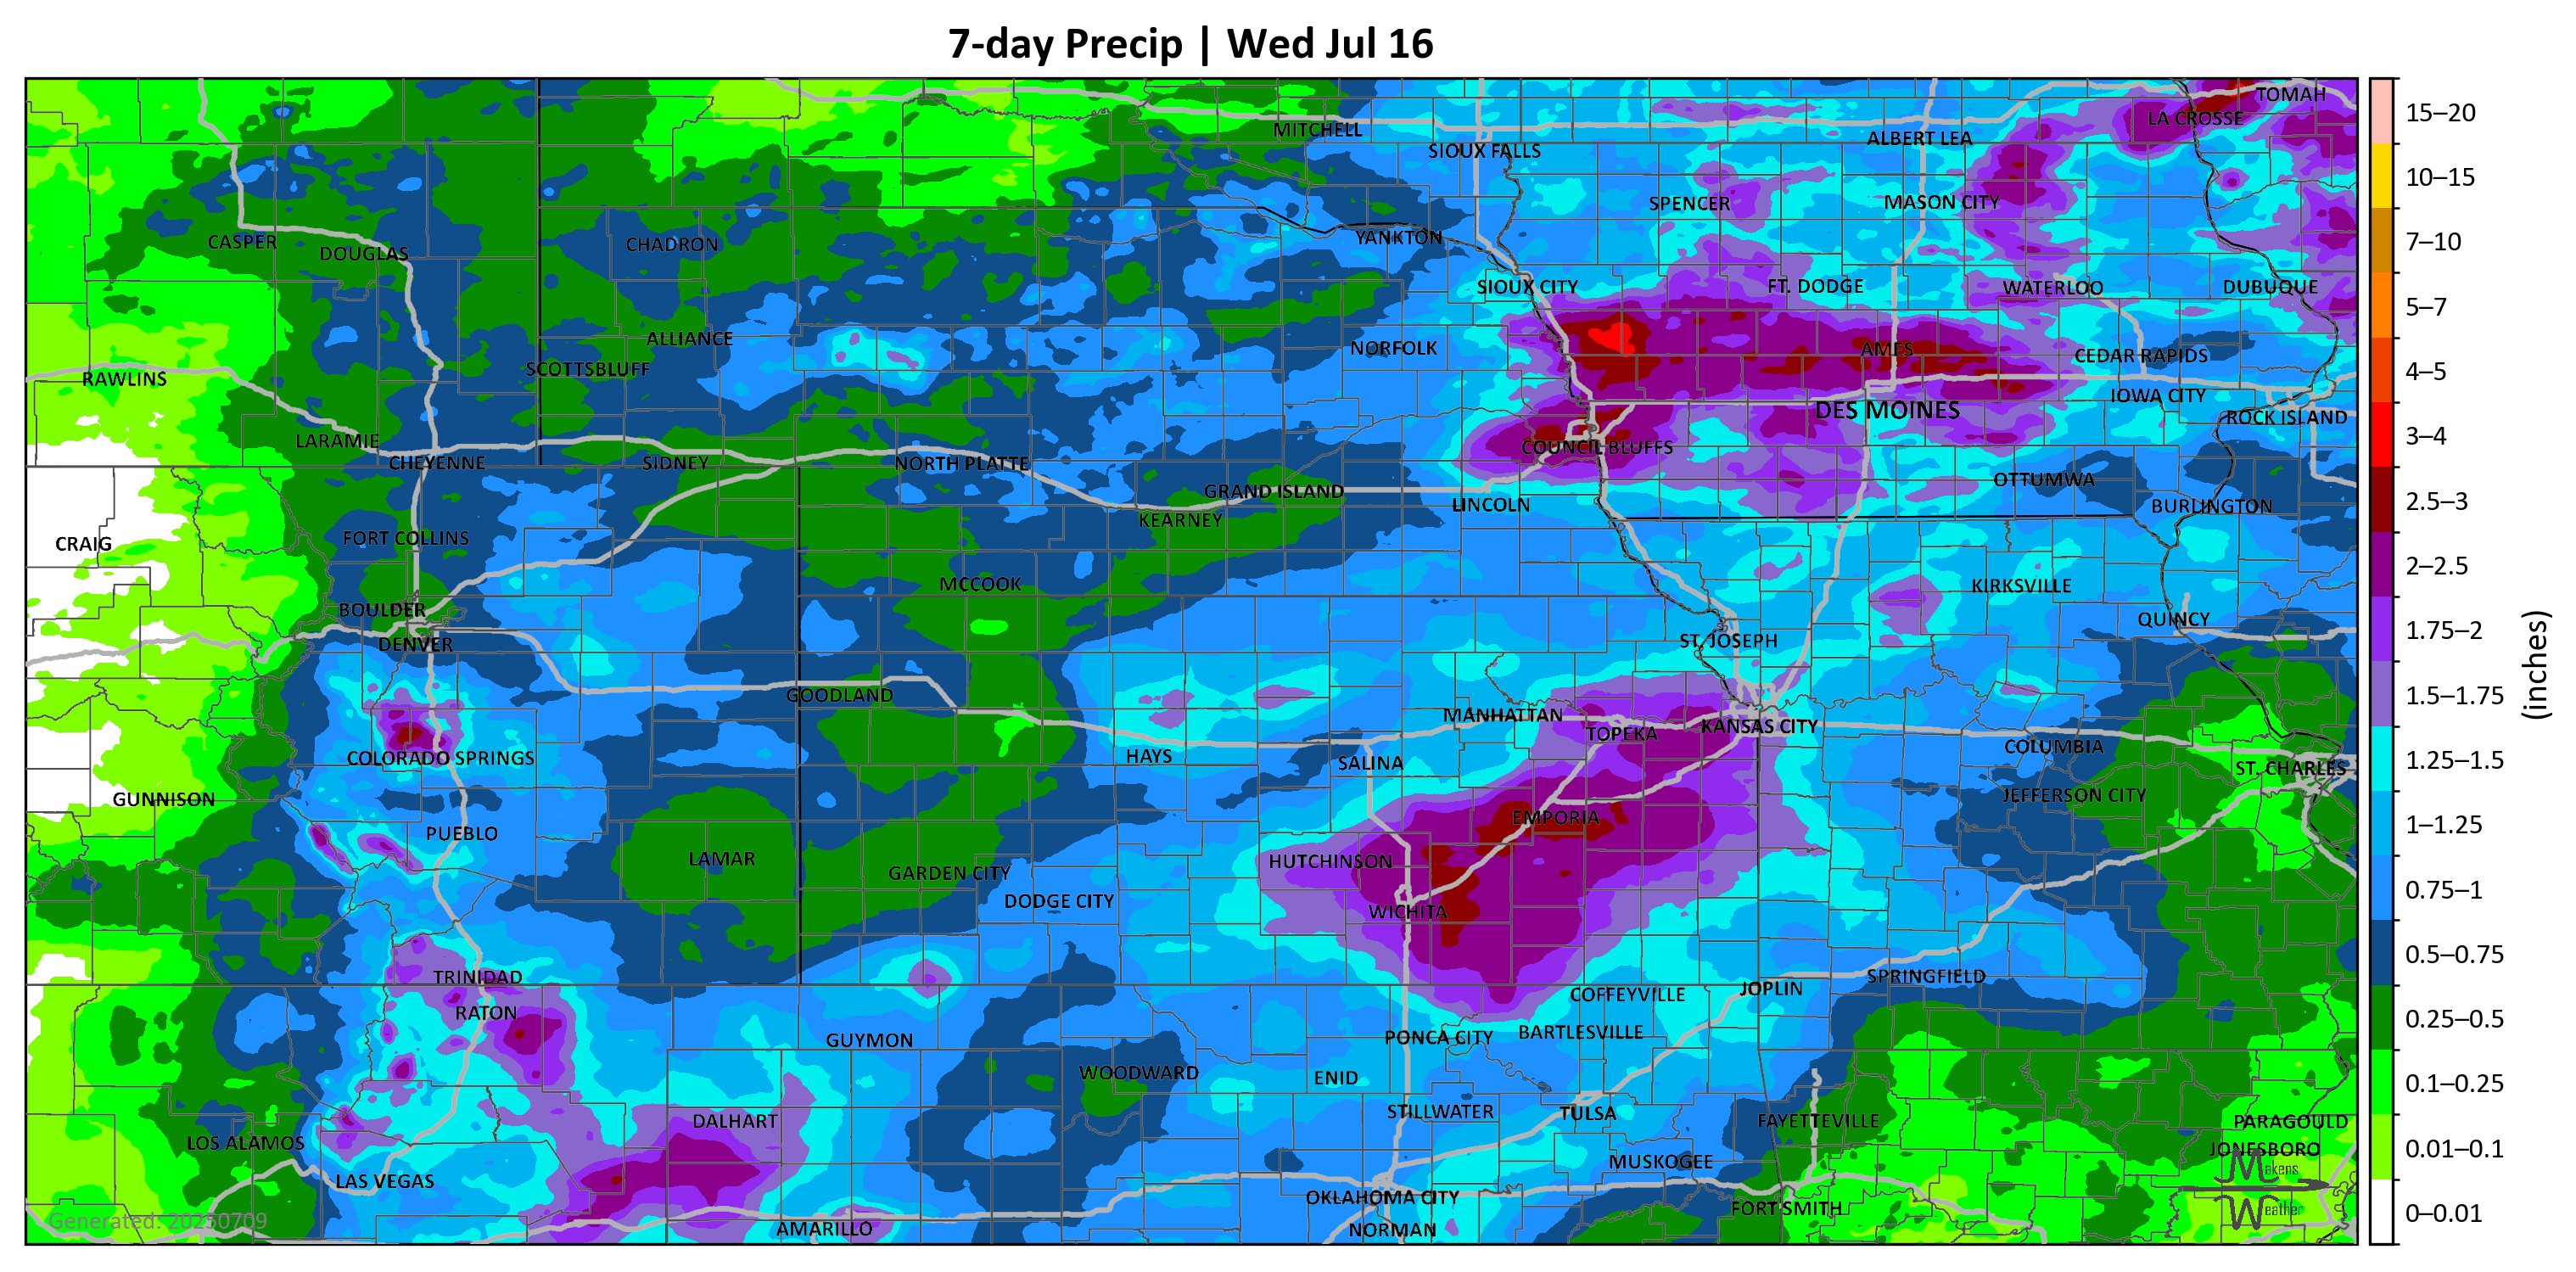 7-day Precip | Wed Jul 16
TOMAH
LA CROSSE
MITCHELL
ALBERT LEA
SIOUX FALLS
SPENCER
MASON CITY
CASPER
DOUGLAS
CHADRON
YANKTON
SIOUX CITY
FT. DODGE
WATERLOO
DUBUQUE
ALLIANCE
NORFOLK
AMES
CEDAR RAPIDS
SCOTTSBLUFF
RAWLINS
IOWA CITY
DES MOINES
ROCK ISLAND
LARAMIE
COUNCIL BLUFFS
CHEYENNE
SIDNEY
NORTH PLATTE
OTTUMWA
GRAND ISLAND
LINCOLN
BURLINGTON
KEARNEY
CRAIG
FORT COLLINS
MCCOOK
KIRKSVILLE
BOULDER
QUINCY
DENVER
ST. JOSEPH
GOODLAND
MANHATTAN
TOPEKA
KANSAS CITY
COLUMBIA
COLORADO SPRINGS
HAYS
SALINA
ST. CHARLES
GUNNISON
JEFFERSON CITY
PUEBLO
EMPORIA
LAMAR
GARDEN CITY
HUTCHINSON
DODGE CITY
WICHITA
TRINIDAD
SPRINGFIELD
RATON
COFFEYVILLE
JOPLIN
GUYMON
PONCA CITY
BARTLESVILLE
WOODWARD
ENID
DALHART
STILLWATER
TULSA
FAYETTEVILLE
PARAGOULD
LOS ALAMOS
JONESBORO
MUSKOGEE
Makens
LAS VEGAS
OKLAHOMA CITY
FORT SMITH
Weather
Generated: 20250709
AMARILLO
NORMAN
15–20
10–15
7–10
5–7
4–5
3–4
2.5–3
2–2.5
1.75–2
1.5–1.75
1.25–1.5
1–1.25
0.75–1
0.5–0.75
0.25–0.5
0.1–0.25
0.01–0.1
0–0.01
(inches)